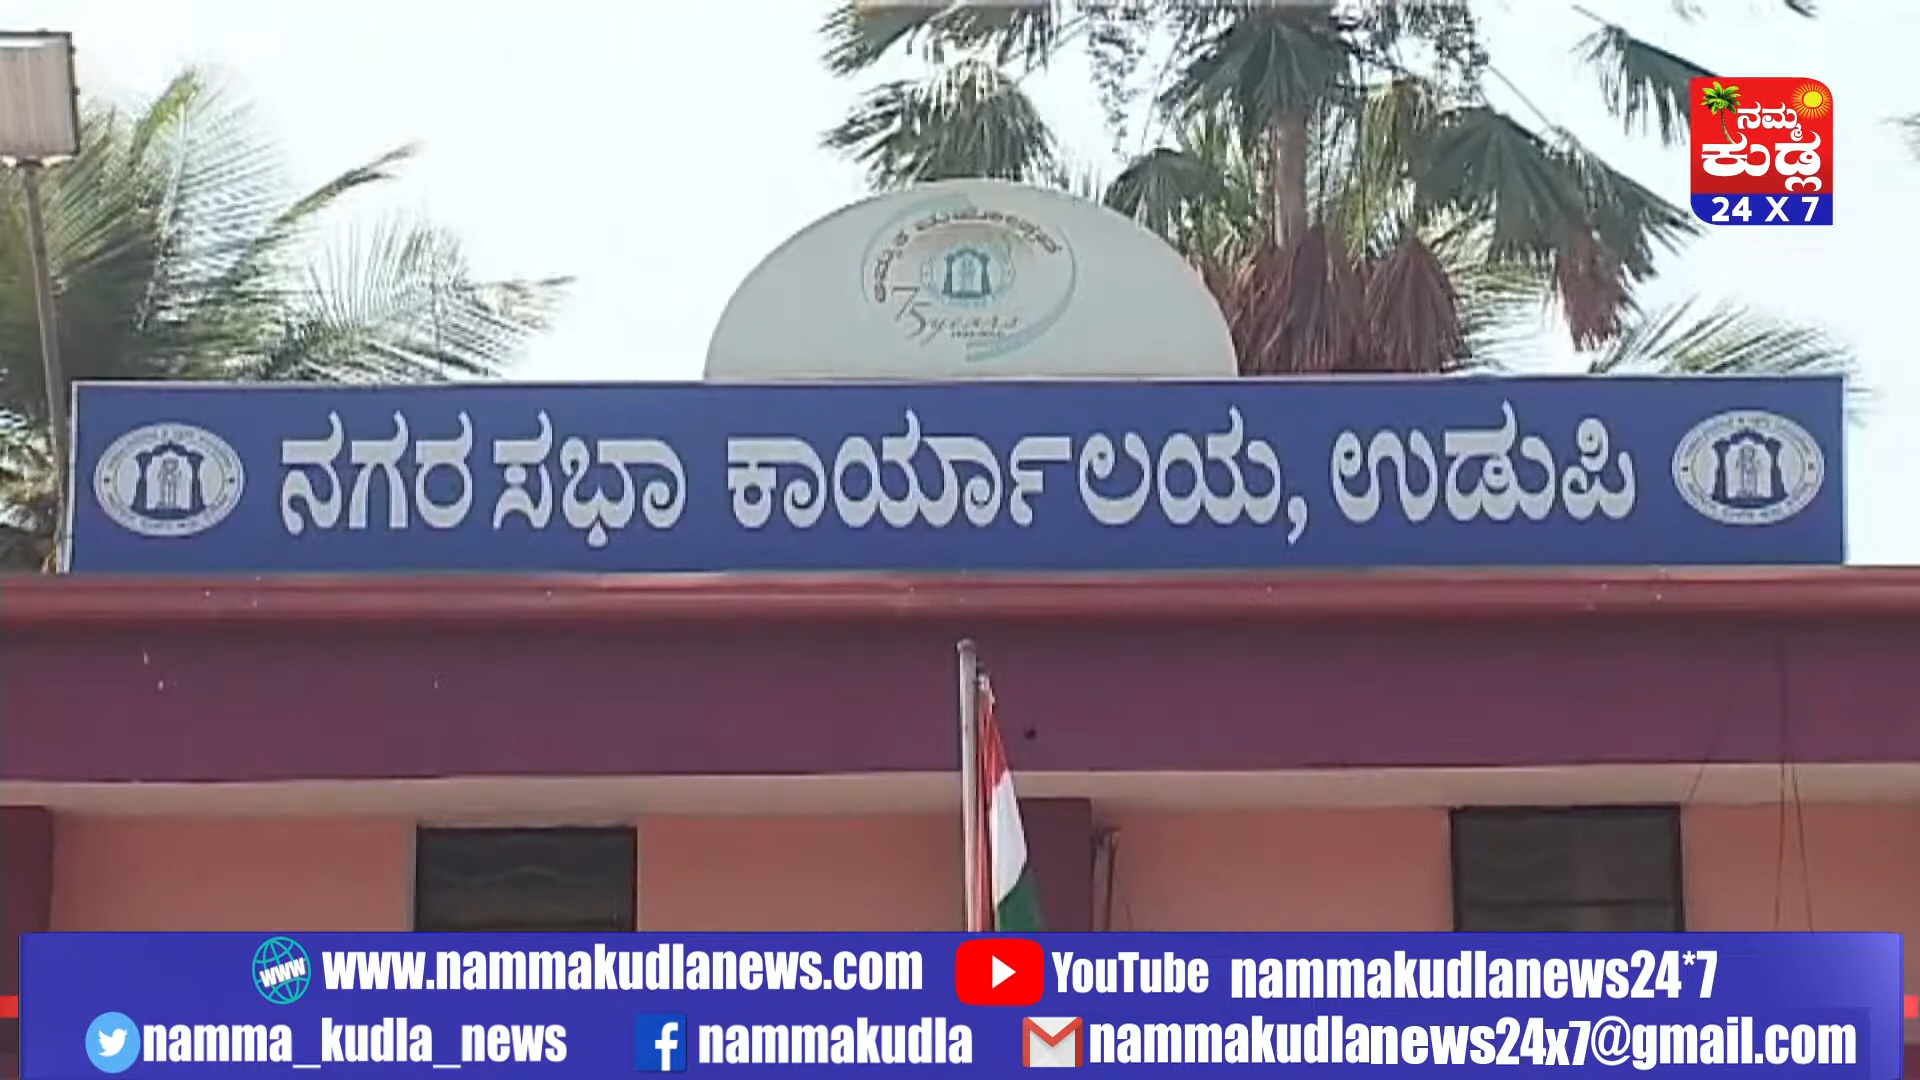 ನಮ್ಮ
ಕುಡ್ಲ
24 X 7
75 years
ನಗರ ಸಭಾ ಕಾರ್ಯಾಲಯ, ಉಡುಪಿ
www.nammakudlanews.com YouTube nammakudlanews24*7
namma_kudla_news nammakudla nammakudlanews24x7@gmail.com